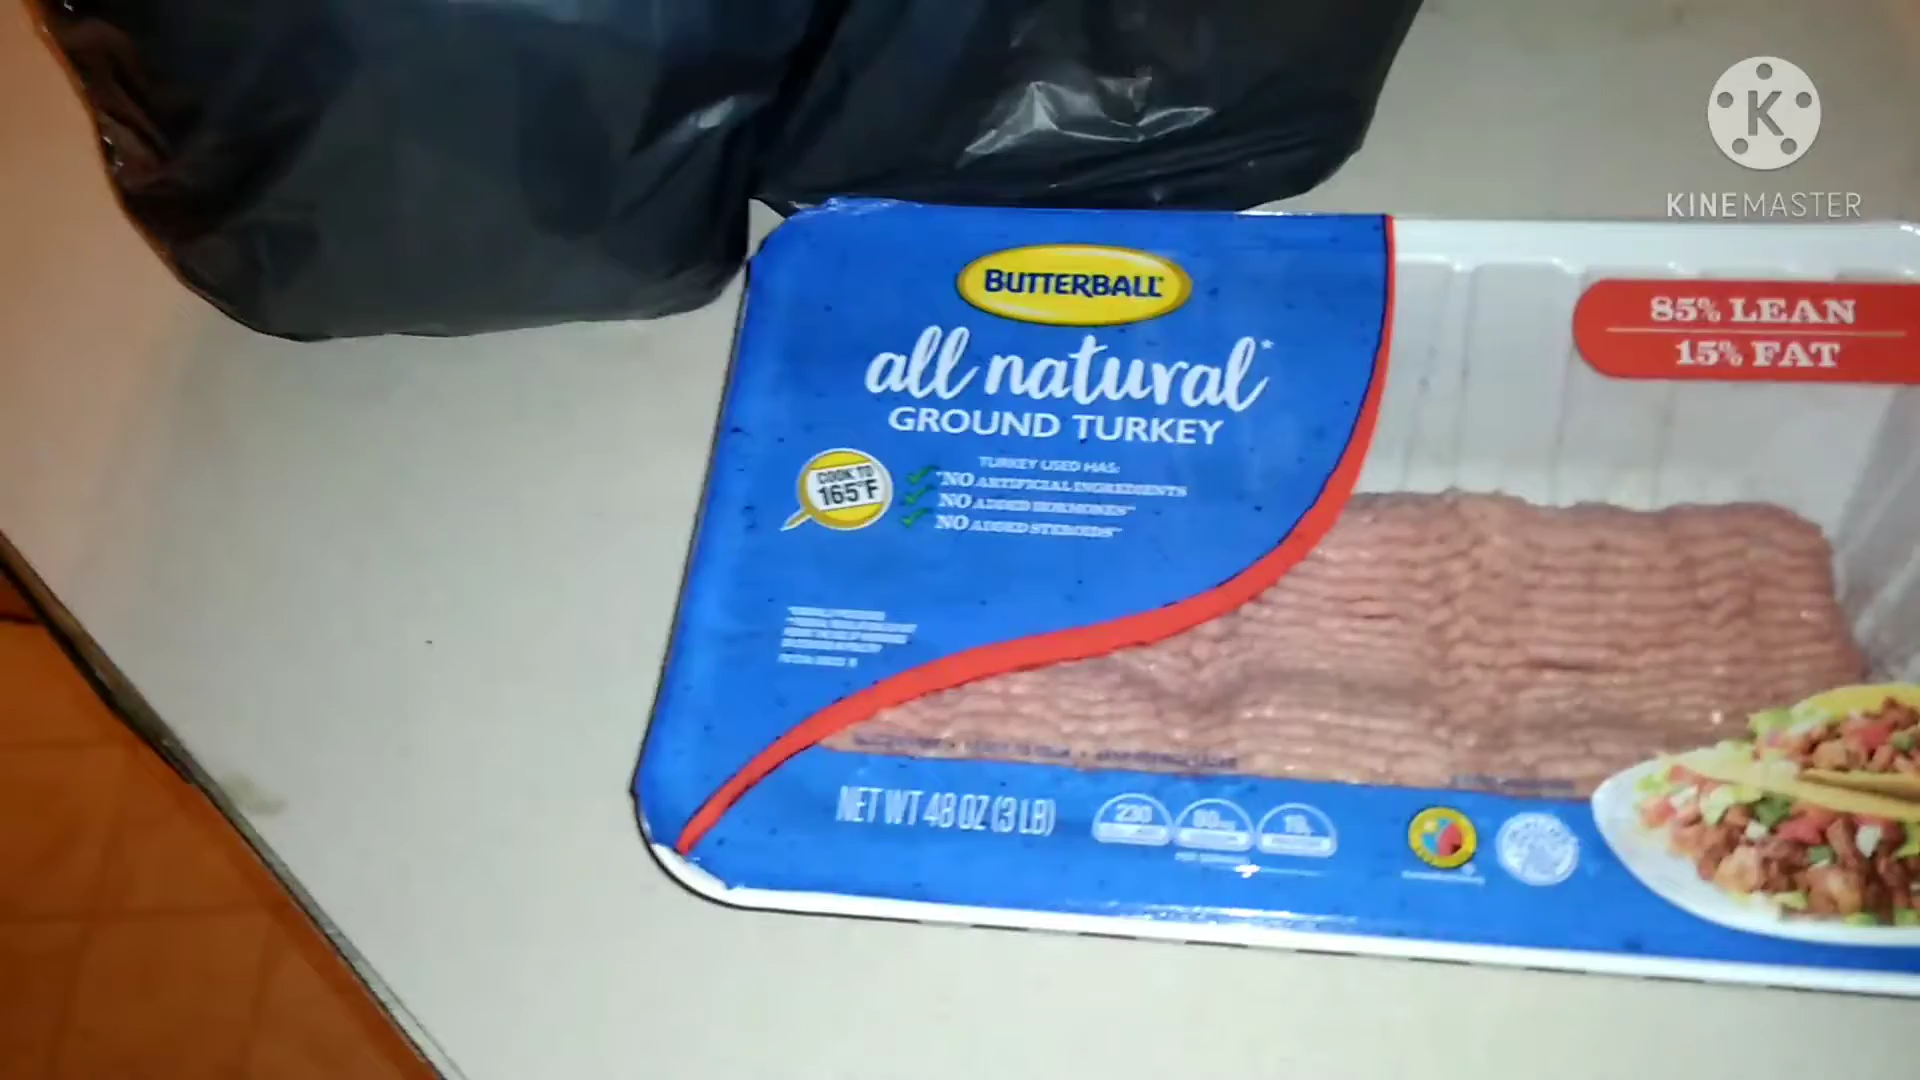 K
KINEMASTER
BUTTERBALL
85% LEAN
15% FAT
all natural*
GROUND TURKEY
COOK TO
165°F
TURKEY USED HAS:
*NO ARTIFICIAL INGREDIENTS
NO ADDED HORMONES**
NO ADDED STEROIDS**
NET WT 48 OZ (3 LB)
230